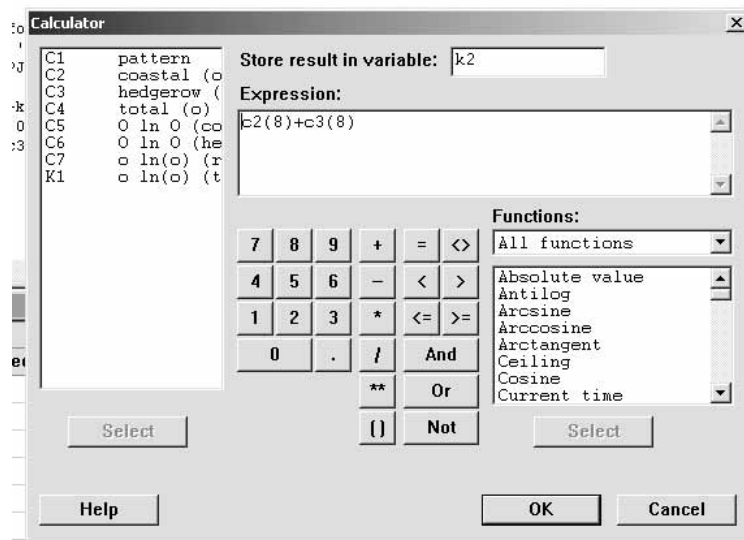 Calculator
fo
C1 pattern
C2 coastal (o
C3 hedgerow (
C4 total (o)
C5 O ln O (co
C6 O ln O (he
C7 o ln(o) (r
K1 o ln(o) (t
Store result in variable: k2
Expression:
c2(8)+c3(8)
Functions:
All functions
7 8 9 + = <>
4 5 6 − < >
1 2 3 * <= >=
0 . / And
** Or
() Not
Absolute value
Antilog
Arcsine
Arccosine
Arctangent
Ceiling
Cosine
Current time
Select
Select
Help
OK
Cancel